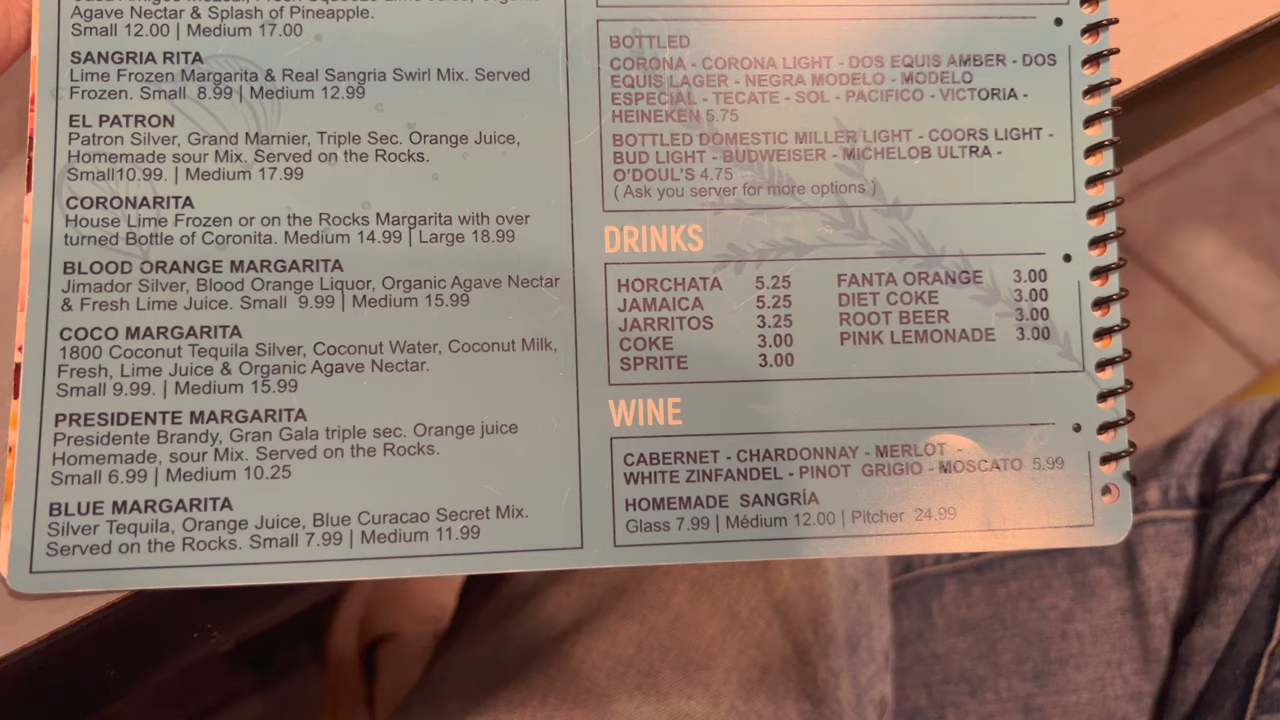 Agave Nectar & Splash of Pineapple.
Small 12.00 | Medium 17.00
SANGRIA RITA
Lime Frozen Margarita & Real Sangria Swirl Mix. Served
Frozen. Small 8.99 | Medium 12.99
EL PATRON
Patron Silver, Grand Marnier, Triple Sec. Orange Juice,
Homemade sour Mix. Served on the Rocks.
Small10.99. | Medium 17.99
CORONARITA
House Lime Frozen or on the Rocks Margarita with over
turned Bottle of Coronita. Medium 14.99 | Large 18.99
BLOOD ORANGE MARGARITA
Jimador Silver, Blood Orange Liquor, Organic Agave Nectar
& Fresh Lime Juice. Small 9.99 | Medium 15.99
COCO MARGARITA
1800 Coconut Tequila Silver, Coconut Water, Coconut Milk,
Fresh, Lime Juice & Organic Agave Nectar.
Small 9.99. | Medium 15.99
PRESIDENTE MARGARITA
Presidente Brandy, Gran Gala triple sec. Orange juice
Homemade, sour Mix. Served on the Rocks.
Small 6.99 | Medium 10.25
BLUE MARGARITA
Silver Tequila, Orange Juice, Blue Curacao Secret Mix.
Served on the Rocks. Small 7.99 | Medium 11.99
BOTTLED
CORONA - CORONA LIGHT - DOS EQUIS AMBER - DOS
EQUIS LAGER - NEGRA MODELO - MODELO
ESPECIAL - TECATE - SOL - PACIFICO - VICTORIA -
HEINEKEN 5.75
BOTTLED DOMESTIC MILLER LIGHT - COORS LIGHT -
BUD LIGHT - BUDWEISER - MICHELOB ULTRA -
O'DOUL'S 4.75
( Ask you server for more options )
DRINKS
HORCHATA 5.25
JAMAICA 5.25
JARRITOS 3.25
COKE 3.00
SPRITE 3.00
FANTA ORANGE 3.00
DIET COKE 3.00
ROOT BEER 3.00
PINK LEMONADE 3.00
WINE
CABERNET - CHARDONNAY - MERLOT -
WHITE ZINFANDEL - PINOT GRIGIO - MOSCATO 5.99
HOMEMADE SANGRÍA
Glass 7.99 | Médium 12.00 | Pitcher 24.99